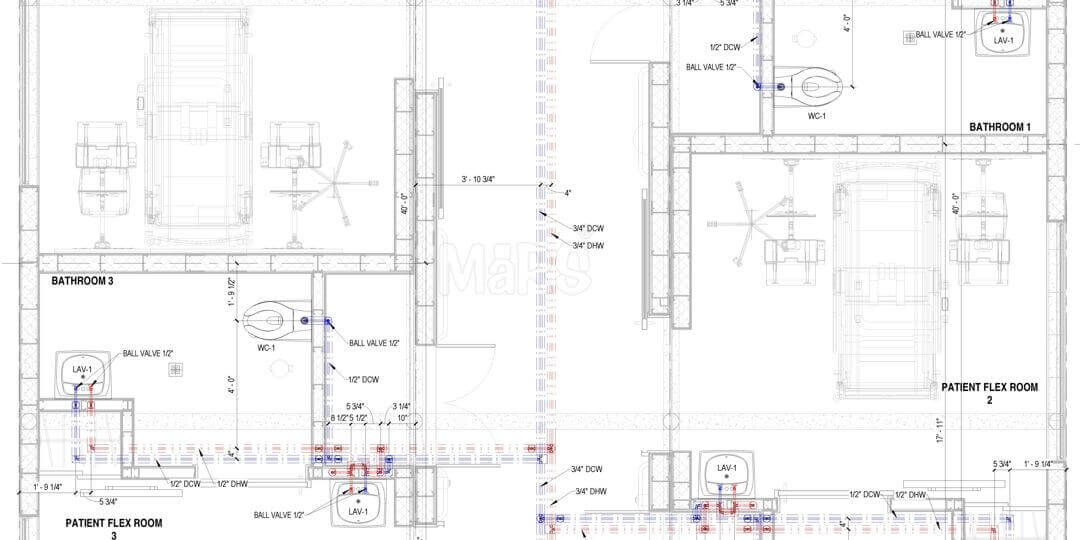 3 1/4"
5 3/4"
4' - 0"
BALL VALVE 1/2"
LAV-1
1/2" DCW
BALL VALVE 1/2"
WC-1
BATHROOM 1
3' - 10 3/4"
4"
40'-0"
40'-0"
3/4" DCW
3/4" DHW
MaPS
BATHROOM 3
1' - 9 1/2"
WC-1
BALL VALVE 1/2"
BALL VALVE 1/2"
LAV-1
1/2" DCW
4' - 0"
PATIENT FLEX ROOM
2
5 3/4"
3 1/4"
8 1/2"
5 1/2"
10"
17' - 11"
4"
3/4" DCW
3/4" DHW
LAV-1
5 3/4"
1' - 9 1/4"
1' - 9 1/4"
5 3/4"
1/2" DCW
1/2" DHW
1/2" DCW
1/2" DHW
BALL VALVE 1/2"
LAV-1
4"
PATIENT FLEX ROOM
3